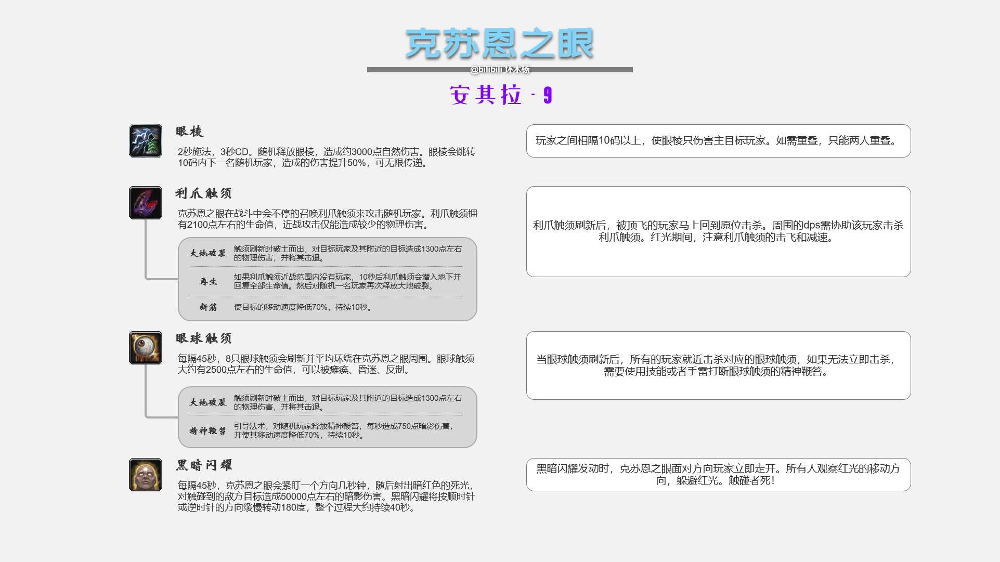 克苏恩之眼
@bilibili 坏木杨
安其拉 - 9
眼棱
2秒施法，3秒CD。随机释放眼棱，造成约3000点自然伤害。眼棱会跳转
10码内下一名随机玩家，造成的伤害提升50%，可无限传递。
玩家之间相隔10码以上，使眼棱只伤害主目标玩家。如需重叠，只能两人重叠。
利爪触须
克苏恩之眼在战斗中会不停的召唤利爪触须来攻击随机玩家。利爪触须拥
有2100点左右的生命值，近战攻击仅能造成较少的物理伤害。
大地破裂
触须刷新时破土而出，对目标玩家及其附近的目标造成1300点左右
的物理伤害，并将其击退。
再生
如果利爪触须近战范围内没有玩家，10秒后利爪触须会潜入地下并
回复全部生命值。然后对随机一名玩家再次释放大地破裂。
断筋
使目标的移动速度降低70%，持续10秒。
利爪触须刷新后，被顶飞的玩家马上回到原位击杀。周围的dps需协助该玩家击杀
利爪触须。红光期间，注意利爪触须的击飞和减速。
眼球触须
每隔45秒，8只眼球触须会刷新并平均环绕在克苏恩之眼周围。眼球触须
大约有2500点左右的生命值，可以被瘫痪、昏迷、反制。
大地破裂
触须刷新时破土而出，对目标玩家及其附近的目标造成1300点左右
的物理伤害，并将其击退。
精神鞭笞
引导法术，对随机玩家释放精神鞭笞，每秒造成750点暗影伤害，
并使其移动速度降低70%，持续10秒。
当眼球触须刷新后，所有的玩家就近击杀对应的眼球触须，如果无法立即击杀，
需要使用技能或者手雷打断眼球触须的精神鞭笞。
黑暗闪耀
每隔45秒，克苏恩之眼会紧盯一个方向几秒钟，随后射出暗红色的死光，
对触碰到的敌方目标造成50000点左右的暗影伤害。黑暗闪耀将按顺时针
或逆时针的方向缓慢转动180度，整个过程大约持续40秒。
黑暗闪耀发动时，克苏恩之眼面对方向玩家立即走开。所有人观察红光的移动方
向，躲避红光。触碰者死！